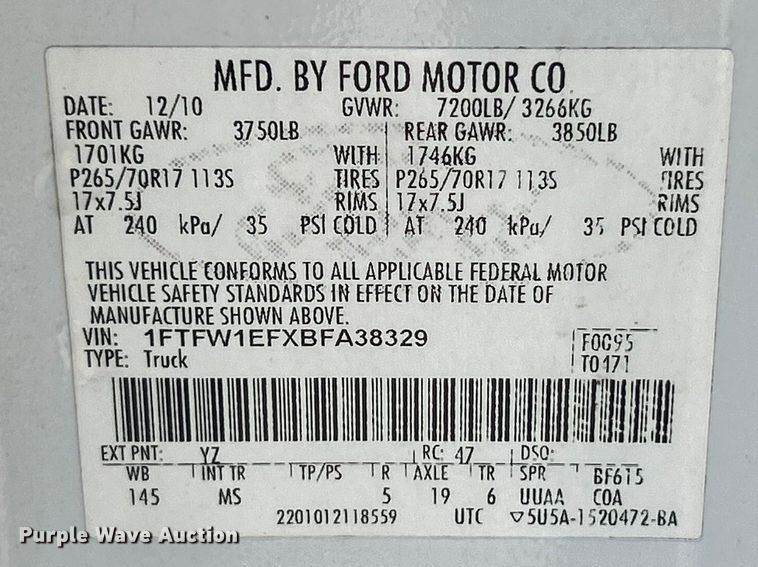 MFD. BY FORD MOTOR CO
DATE: 12/10 GVWR: 7200LB/ 3266KG
FRONT GAWR: 3750LB REAR GAWR: 3850LB
1701KG WITH 1746KG WITH
P265/70R17 113S TIRES P265/70R17 113S TIRES
17x7.5J RIMS 17x7.5J RIMS
AT 240 kPa/ 35 PSI COLD AT 240 kPa/ 35 PSI COLD
THIS VEHICLE CONFORMS TO ALL APPLICABLE FEDERAL MOTOR
VEHICLE SAFETY STANDARDS IN EFFECT ON THE DATE OF
MANUFACTURE SHOWN ABOVE.
VIN: 1FTFW1EFXBFA38329 F0G95
TYPE: Truck T0171
EXT PNT: YZ RC: 47 DSO:
WB INT TR TP/PS R AXLE TR SPR BF615
145 MS 5 19 6 UUAA COA
2201012118559 UTC ▽5U5A-1520472-BA
Purple Wave Auction